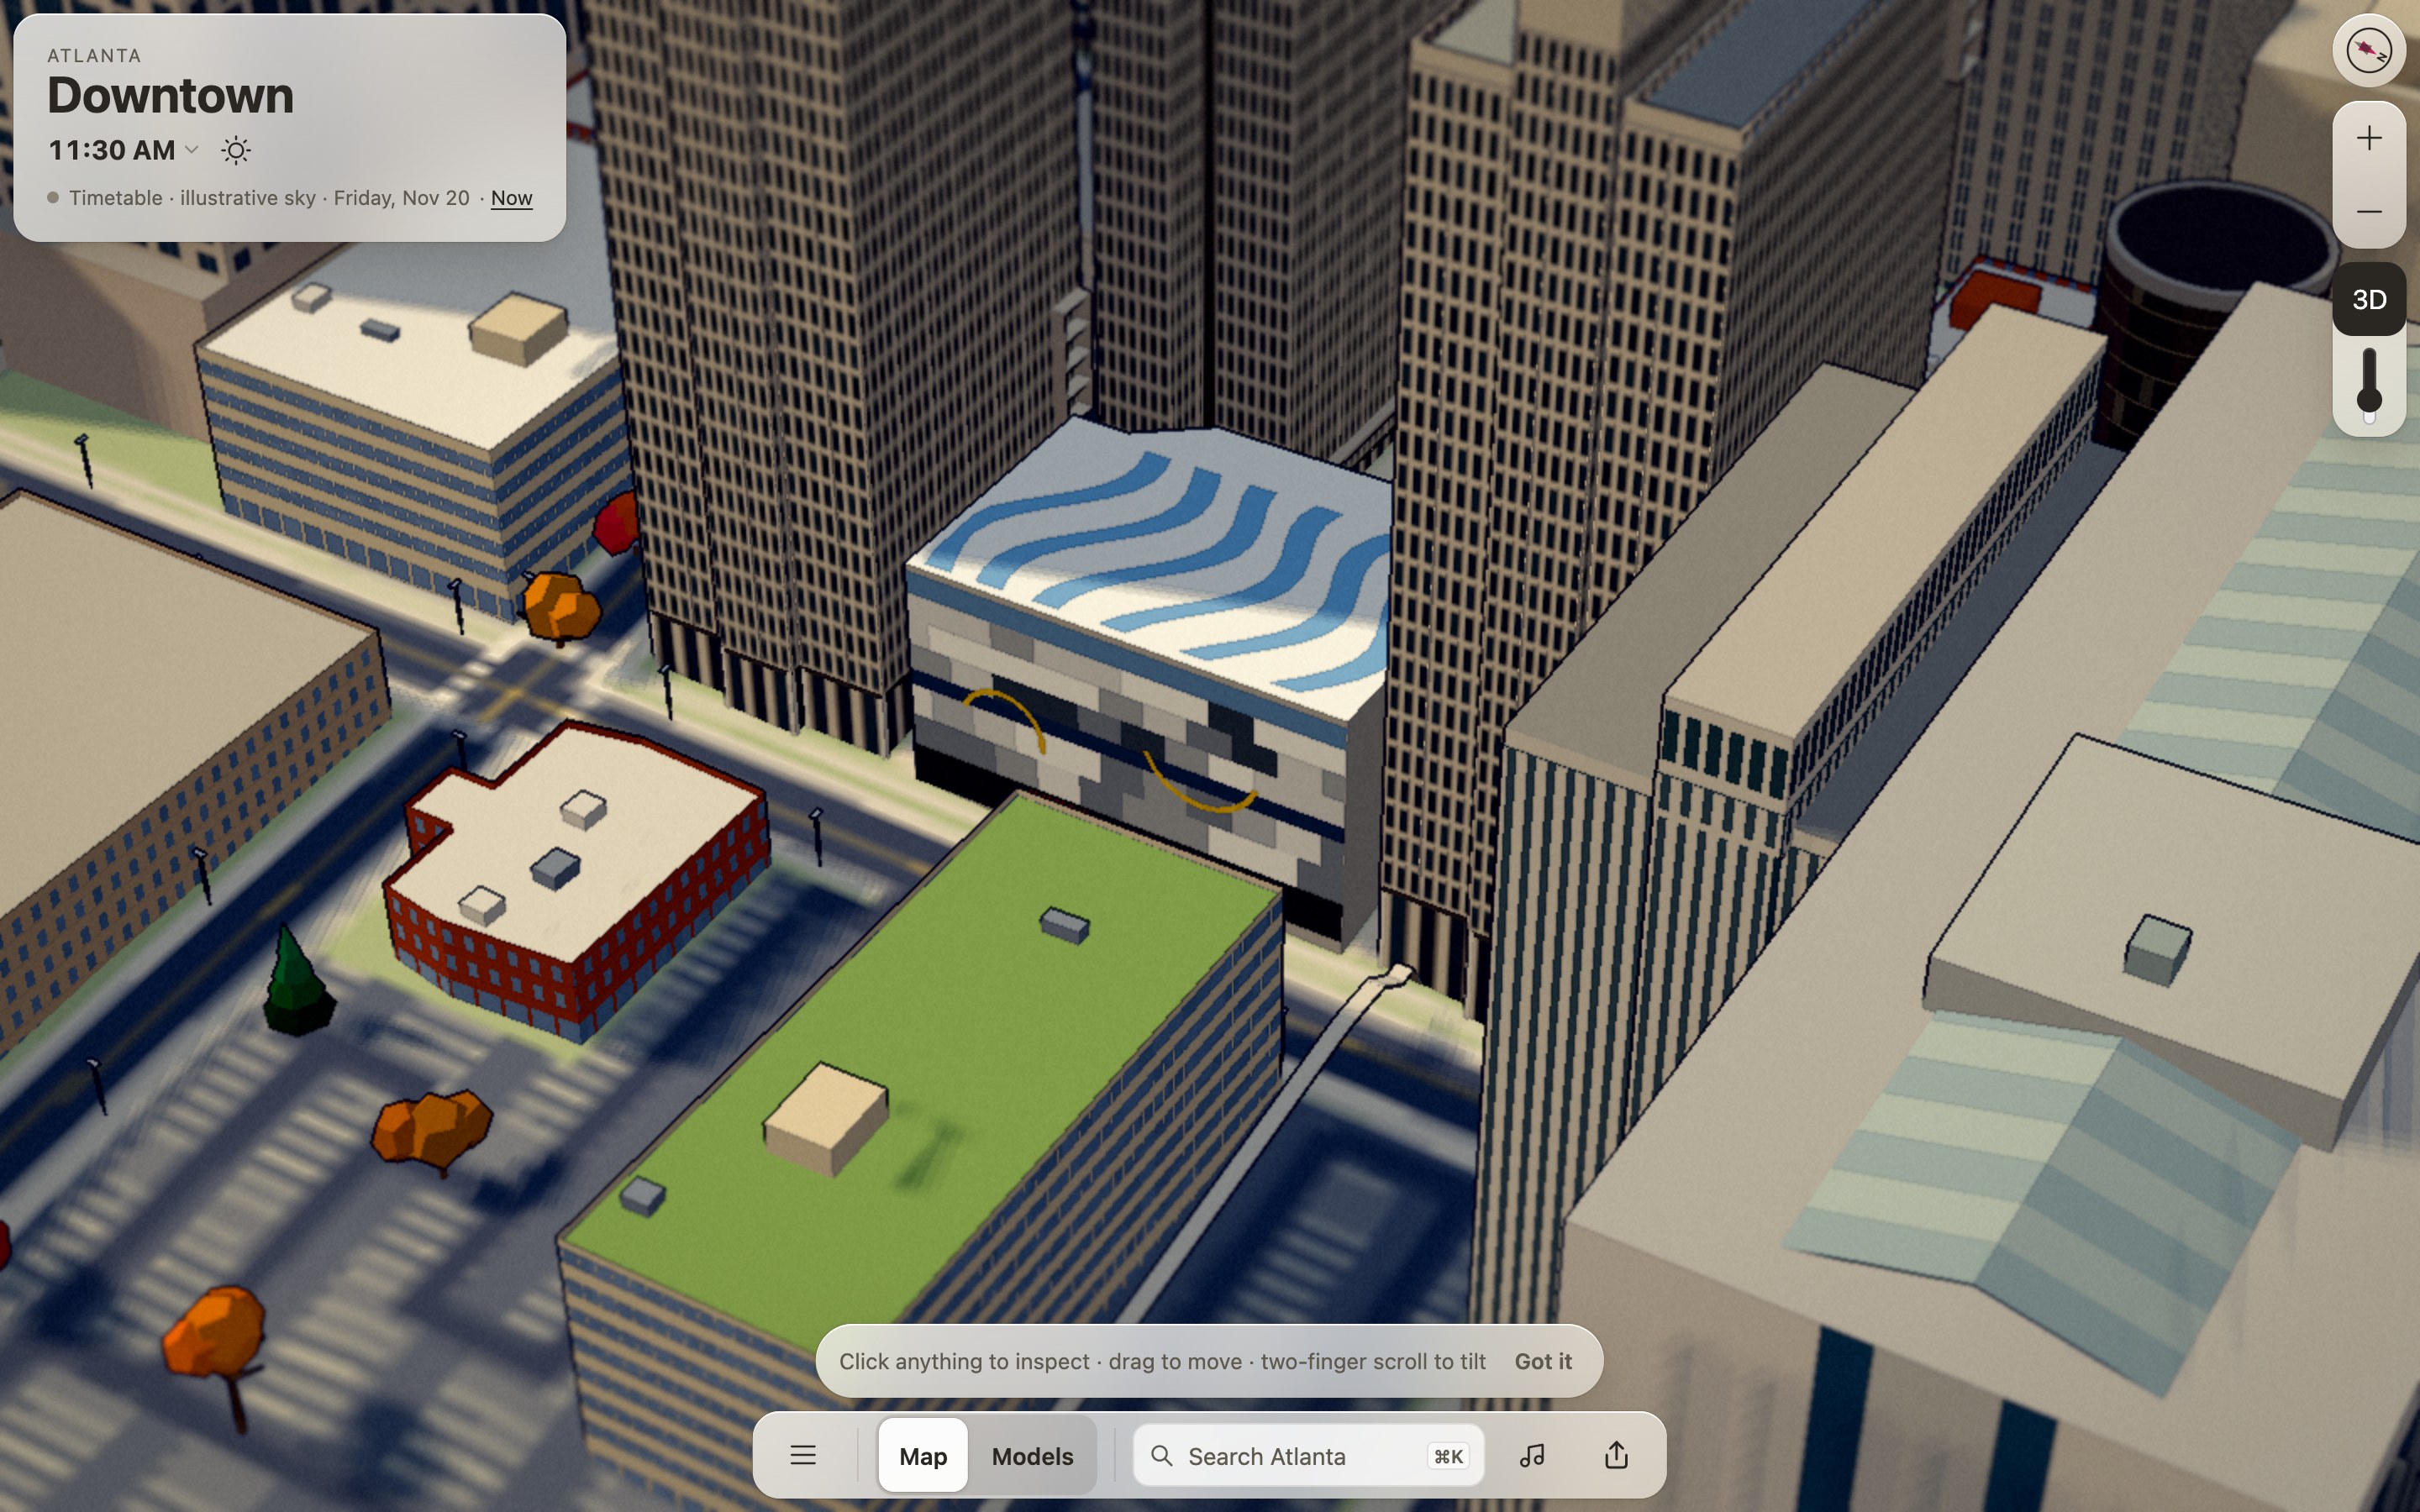 ATLANTA
Downtown
11:30 AM
Timetable · illustrative sky · Friday, Nov 20 · Now
N
3D
Click anything to inspect · drag to move · two-finger scroll to tilt Got it
Map Models Search Atlanta ⌘K